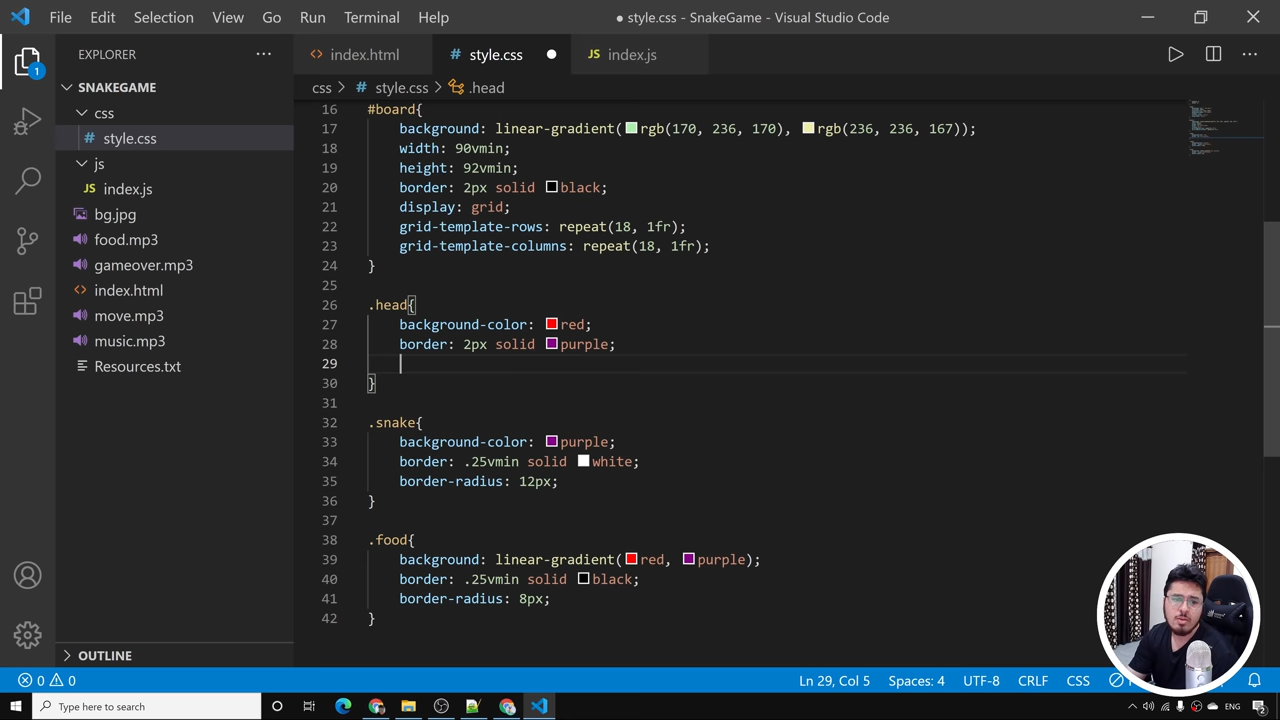 File Edit Selection View Go Run Terminal Help ● style.css - SnakeGame - Visual Studio Code
EXPLORER ···
index.html # style.css ● JS index.js
1
SNAKEGAME
css > # style.css > .head
css
# style.css
js
JS index.js
bg.jpg
food.mp3
gameover.mp3
index.html
move.mp3
music.mp3
Resources.txt
16 #board{
17 background: linear-gradient(rgb(170, 236, 170), rgb(236, 236, 167));
18 width: 90vmin;
19 height: 92vmin;
20 border: 2px solid black;
21 display: grid;
22 grid-template-rows: repeat(18, 1fr);
23 grid-template-columns: repeat(18, 1fr);
24 }
25
26 .head{
27 background-color: red;
28 border: 2px solid purple;
29
30 }
31
32 .snake{
33 background-color: purple;
34 border: .25vmin solid white;
35 border-radius: 12px;
36 }
37
38 .food{
39 background: linear-gradient(red, purple);
40 border: .25vmin solid black;
41 border-radius: 8px;
42 }
OUTLINE
0 0 Ln 29, Col 5 Spaces: 4 UTF-8 CRLF CSS
Type here to search ENG 2